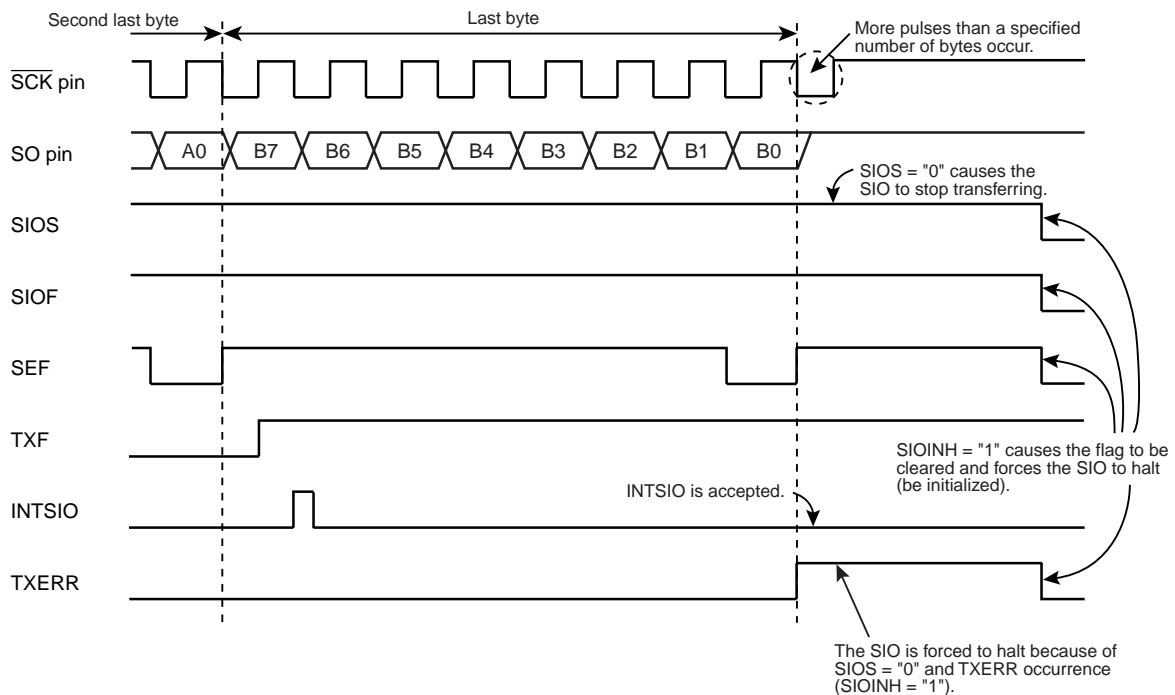 Second last byte
Last byte
More pulses than a specified
number of bytes occur.
SCK pin
SO pin
A0
B7
B6
B5
B4
B3
B2
B1
B0
SIOS = "0" causes the
SIO to stop transferring.
SIOS
SIOF
SEF
TXF
SIOINH = "1" causes the flag to be
cleared and forces the SIO to halt
(be initialized).
INTSIO is accepted.
INTSIO
TXERR
The SIO is forced to halt because of
SIOS = "0" and TXERR occurrence
(SIOINH = "1").